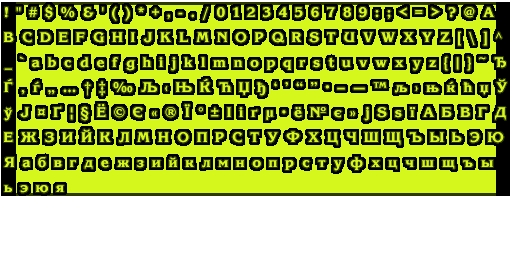 ! " # $ % & ' ( ) * + , - . / 0 1 2 3 4 5 6 7 8 9 : ; < = > ? @ A
B C D E F G H I J K L M N O P Q R S T U V W X Y Z [ \ ] ^
_ ` a b c d e f g h i j k l m n o p q r s t u v w x y z { | } ~ Ђ
Ѓ ‚ ѓ „ … † ‡ ‰ Љ ‹ Њ Ќ Ћ Џ ђ ‘ ’ “ ” • – — ™ љ › њ ќ ћ џ Ў
ў Ј ¤ Ґ ¦ § Ё © Є « ® Ї ° ± І і ґ µ · ё № є » ј Ѕ ѕ ї А Б В Г Д
Е Ж З И Й К Л М Н О П Р С Т У Ф Х Ц Ч Ш Щ Ъ Ы Ь Э Ю
Я а б в г д е ж з и й к л м н о п р с т у ф х ц ч ш щ ъ ы
ь э ю я